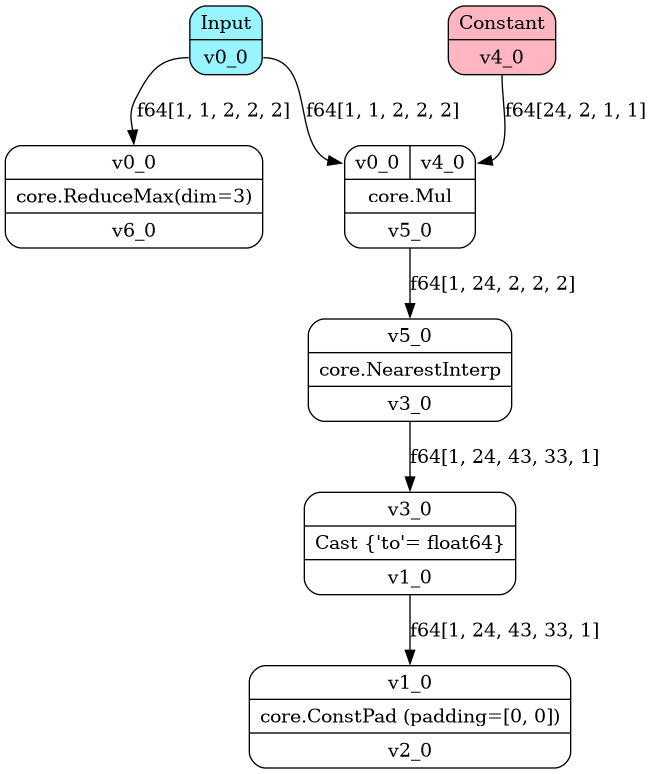 Input
v0_0
Constant
v4_0
f64[1, 1, 2, 2, 2]
f64[1, 1, 2, 2, 2]
f64[24, 2, 1, 1]
v0_0
core.ReduceMax(dim=3)
v6_0
v0_0 v4_0
core.Mul
v5_0
f64[1, 24, 2, 2, 2]
v5_0
core.NearestInterp
v3_0
f64[1, 24, 43, 33, 1]
v3_0
Cast {'to'= float64}
v1_0
f64[1, 24, 43, 33, 1]
v1_0
core.ConstPad (padding=[0, 0])
v2_0